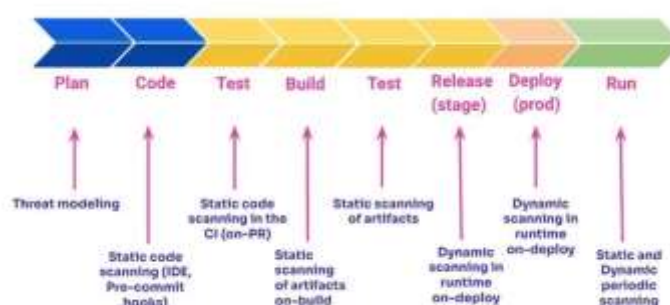 Plan Code Test Build Test Release (stage) Deploy (prod) Run
Threat modeling
Static code
scanning (IDE,
Pre-commit
hooks)
Static code
scanning in the
CI (on-PR)
Static
scanning
of artifacts
on-build
Static scanning
of artifacts
Dynamic
scanning in
runtime
on-deploy
Dynamic
scanning in
runtime
on-deploy
Static and
Dynamic
periodic
scanning